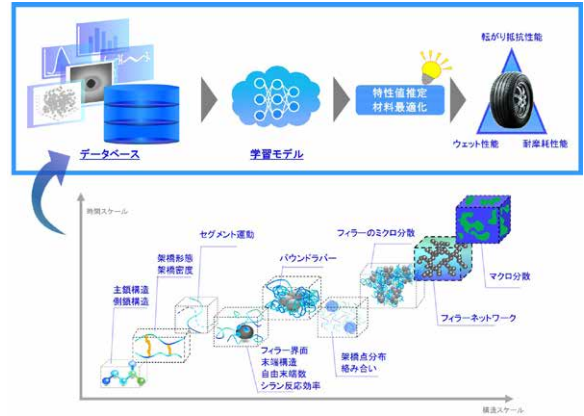 転がり抵抗性能
特性値推定
材料最適化
データベース
学習モデル
ウェット性能
耐摩耗性能
時間スケール
セグメント運動
フィラーのミクロ分散
架橋形態
架橋密度
バウンドラバー
主鎖構造
側鎖構造
マクロ分散
フィラーネットワーク
フィラー界面
末端構造
自由末端数
シラン反応効率
架橋点分布
絡み合い
構造スケール